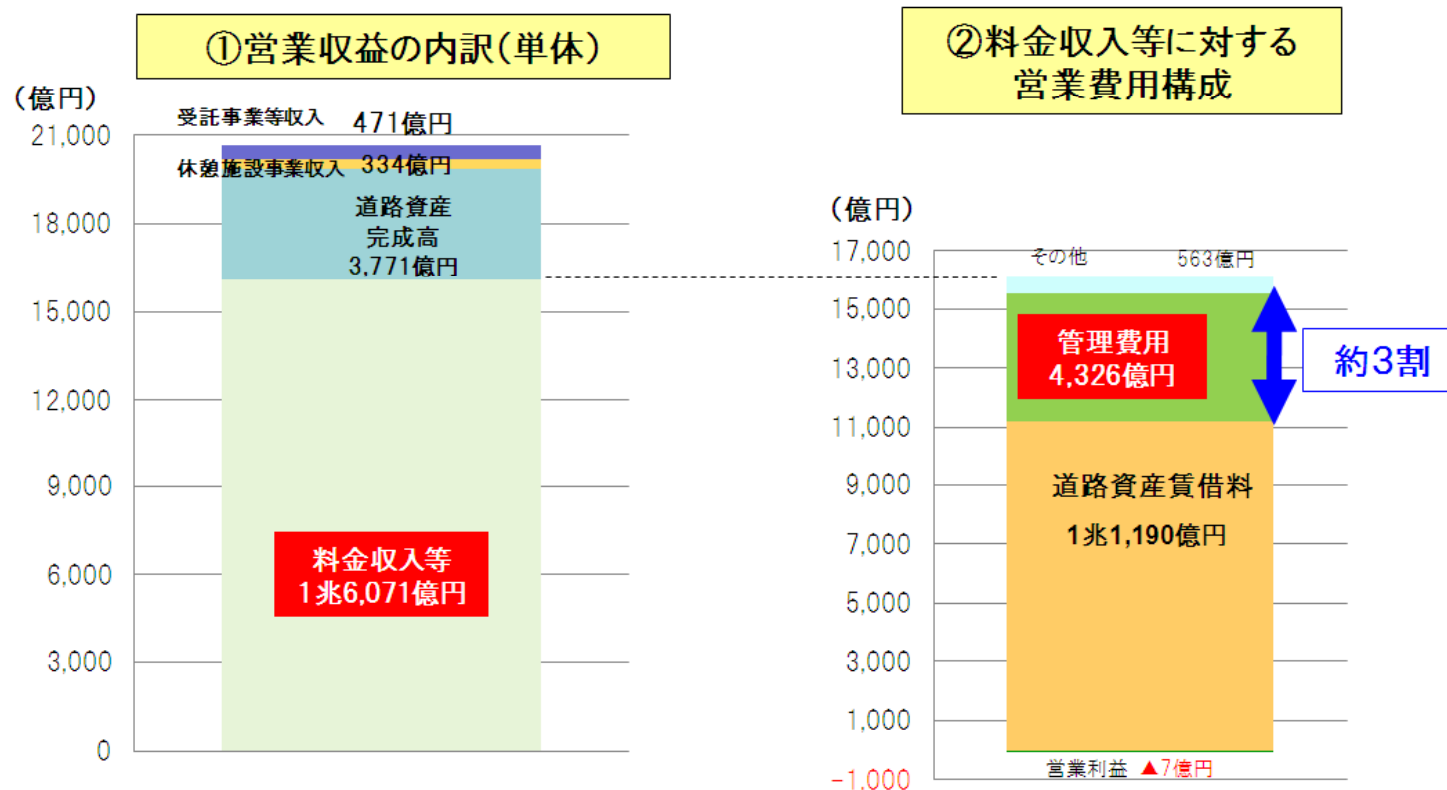 ①営業収益の内訳(単体)
(億円)
受託事業等収入 471億円
休憩施設事業収入 334億円
道路資産
完成高
3,771億円
料金収入等
1兆6,071億円
21,000
18,000
15,000
12,000
9,000
6,000
3,000
0
②料金収入等に対する
営業費用構成
(億円)
その他 563億円
管理費用
4,326億円
約3割
道路資産賃借料
1兆1,190億円
営業利益 ▲7億円
17,000
15,000
13,000
11,000
9,000
7,000
5,000
3,000
1,000
-1.000